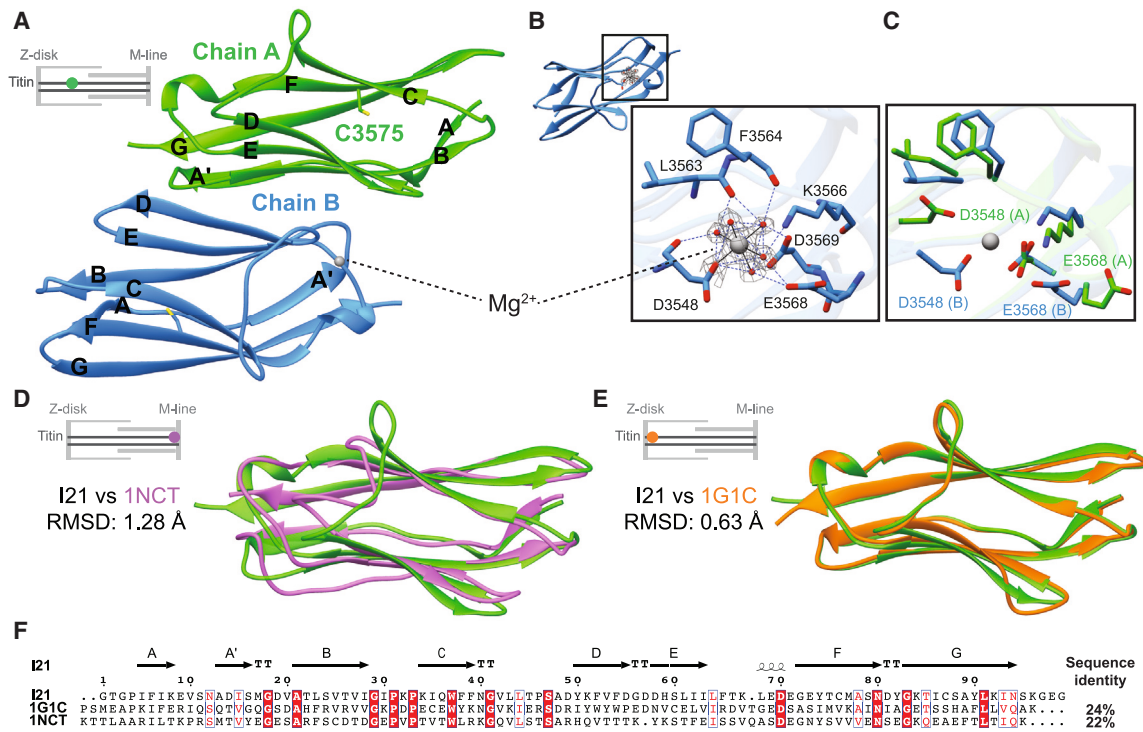 A
Z-disk M-line
Titin
Chain A
F
C
C3575
D
A
G
E
B
A'
Chain B
D
E
B
C
A'
A
F
G
Mg2+
B
F3564
L3563
K3566
D3569
D3548
E3568
C
D3548 (A)
E3568 (A)
D3548 (B)
E3568 (B)
D
Z-disk M-line
Titin
I21 vs 1NCT
RMSD: 1.28 Å
E
Z-disk M-line
Titin
I21 vs 1G1C
RMSD: 0.63 Å
F
A A' TT B C TT D TT E F TT G
I21
1 10 20 30 40 50 60 70 80 90
Sequence identity
I21 ..GTGPIFIKEVSNADISMGDVATLSVTVIGIPKPKIQWFFNGVLLTPSADYKFVFDGDDHSLIILFTKL.EDEGEYTCMASNDYGKTICSAYLKINSKGEG
1G1C PSMEAPKIFERIQSQTVGQGSDAHFRVRVVGKPDPECEWYKNGVKIERSDRIYWYWPEDNVCELVIRDVTGEDSASIMVKAINIAGETSSHAFLLVQAK....
1NCT KTTLAARILTKPRSMTVYEGESARFSCDTDGEPVPTVTWLRKGQVLSTSARHQVTTTK.YKSTFEISSVQASDEGNYSVVVENSEGKQEAEFTLTIQK....
24%
22%